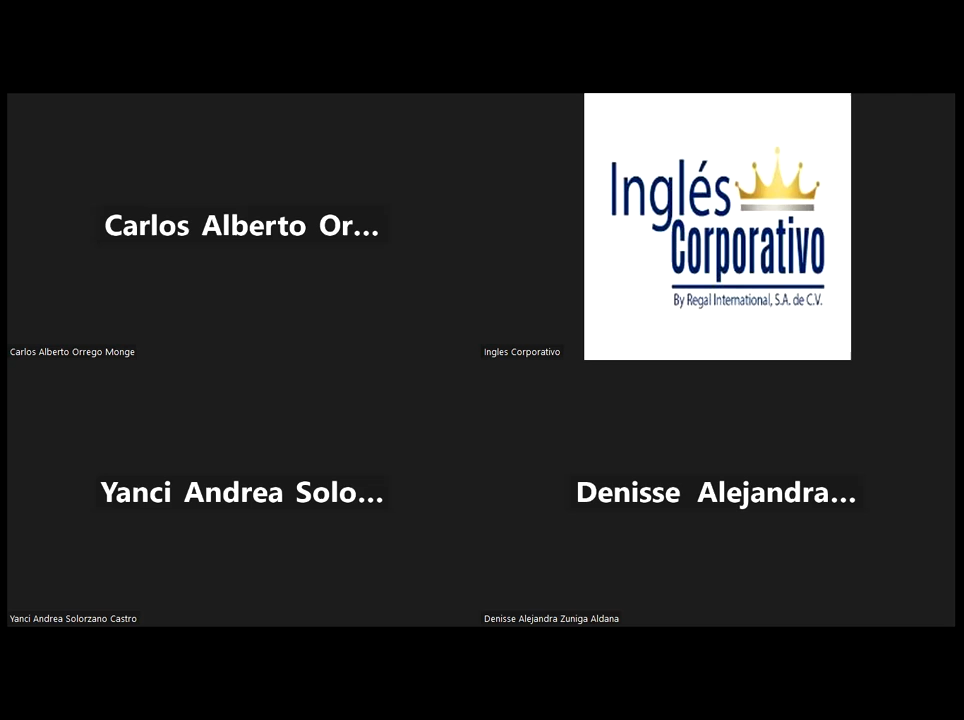 Carlos Alberto Or...
Carlos Alberto Orrego Monge
Inglés
Corporativo
By Regal International, S.A. de C.V.
Ingles Corporativo
Yanci Andrea Solo...
Yanci Andrea Solorzano Castro
Denisse Alejandra...
Denisse Alejandra Zuniga Aldana